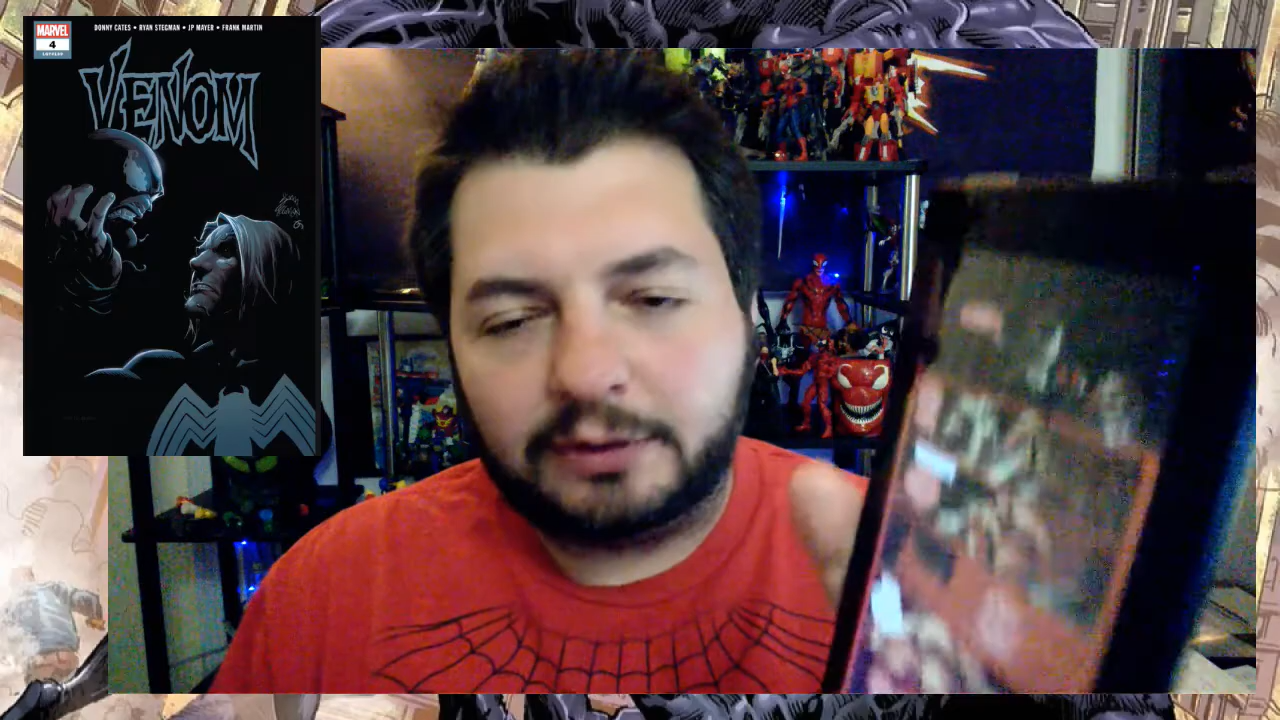 DONNY CATES • RYAN STEGMAN • JP MAYER • FRANK MARTIN
MARVEL
4
VENOM